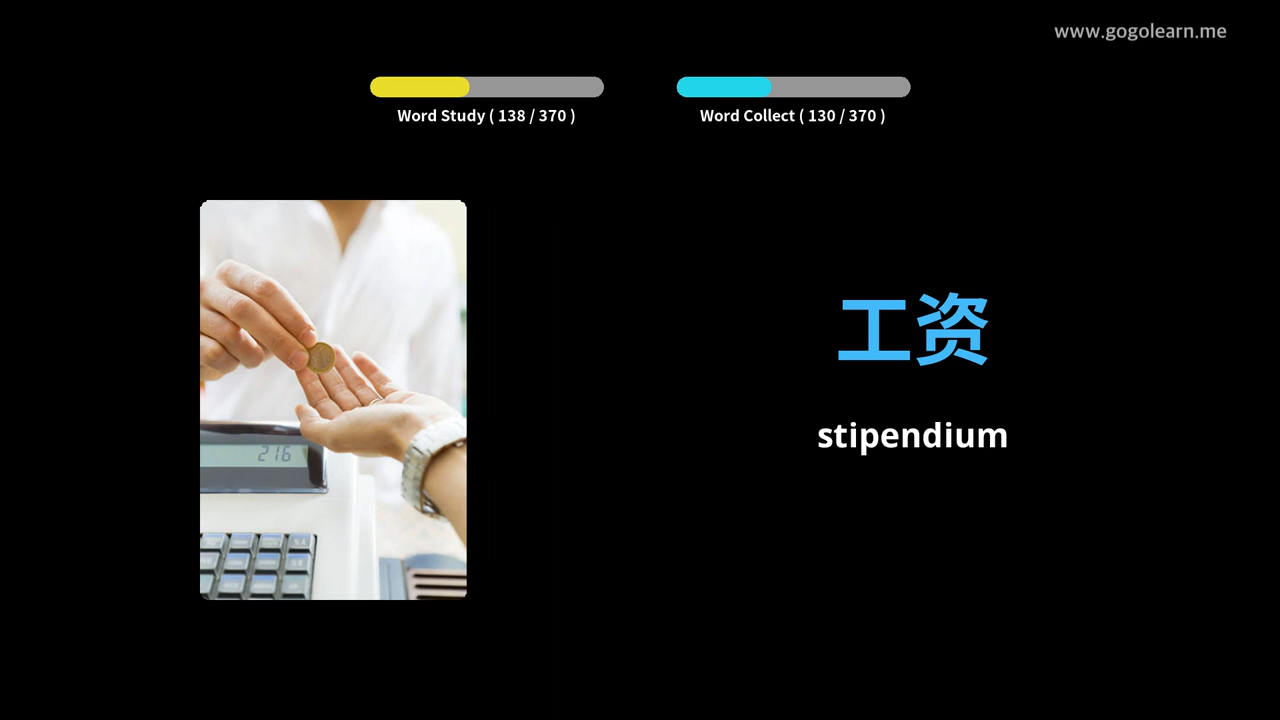 www.gogolearn.me
Word Study ( 138 / 370 )
Word Collect ( 130 / 370 )
工资
216
stipendium